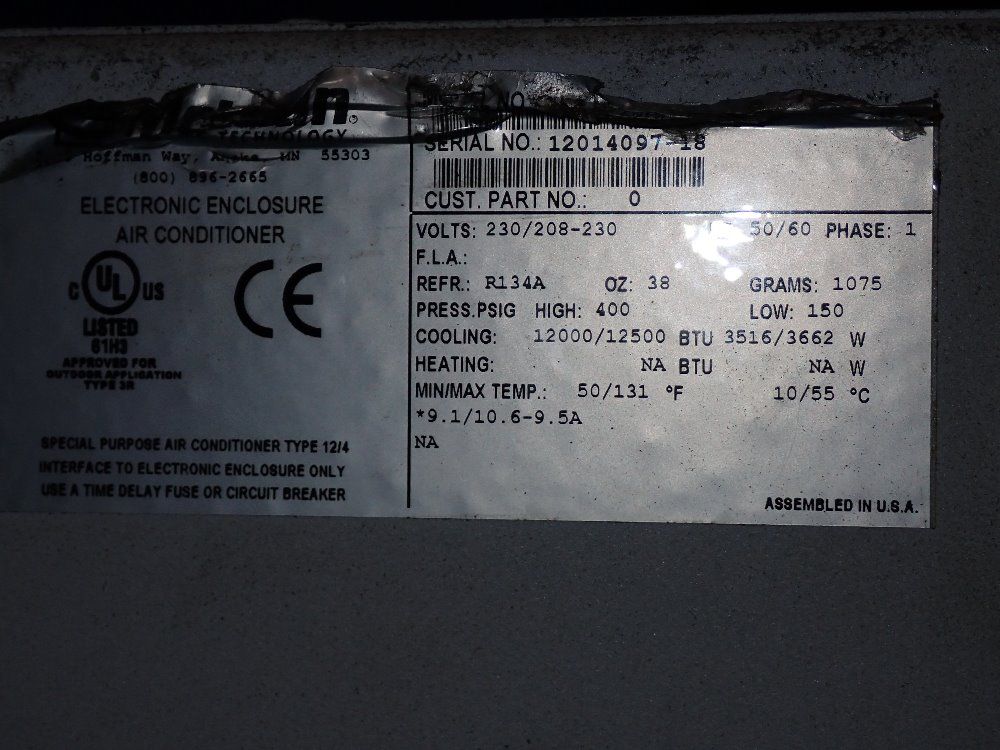 TECHNOLOGY
Hoffman Way, Anoka, MN 55303
(800) 896-2665
ELECTRONIC ENCLOSURE
AIR CONDITIONER
C UL US
LISTED
61H3
APPROVED FOR
OUTDOOR APPLICATION
TYPE 3R
CE
SPECIAL PURPOSE AIR CONDITIONER TYPE 12/4
INTERFACE TO ELECTRONIC ENCLOSURE ONLY
USE A TIME DELAY FUSE OR CIRCUIT BREAKER
NO.
SERIAL NO.: 12014097-18
CUST. PART NO.: 0
VOLTS: 230/208-230 50/60 PHASE: 1
F.L.A.:
REFR.: R134A OZ: 38 GRAMS: 1075
PRESS.PSIG HIGH: 400 LOW: 150
COOLING: 12000/12500 BTU 3516/3662 W
HEATING: NA BTU NA W
MIN/MAX TEMP.: 50/131 °F 10/55 °C
*9.1/10.6-9.5A
NA
ASSEMBLED IN U.S.A.